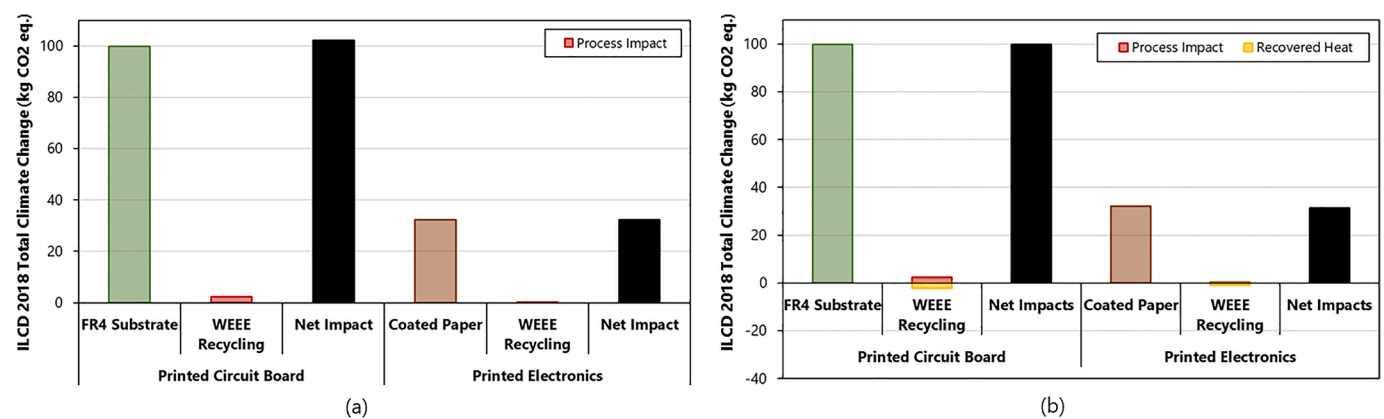 ILCD 2018 Total Climate Change (kg CO2 eq.)
100
80
60
40
20
0
Process Impact
FR4 Substrate
WEEE
Recycling
Net Impact
Coated Paper
WEEE
Recycling
Net Impact
Printed Circuit Board
Printed Electronics
(a)
ILCD 2018 Total Climate Change (kg CO2 eq.)
100
80
60
40
20
0
-20
-40
Process Impact
Recovered Heat
FR4 Substrate
WEEE
Recycling
Net Impacts
Coated Paper
WEEE
Recycling
Net Impacts
Printed Circuit Board
Printed Electronics
(b)